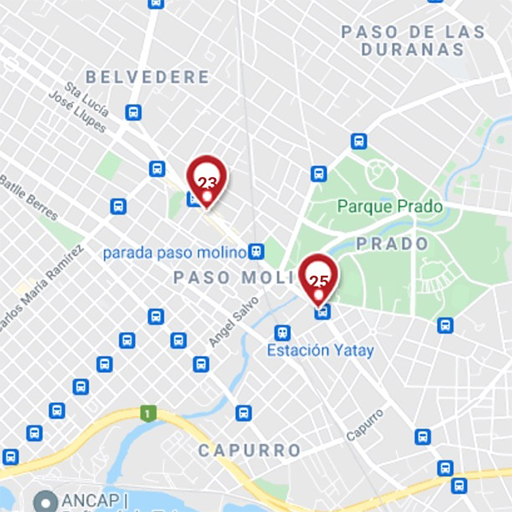 PASO DE LAS
DURANAS
BELVEDERE
Sta Lucía
José Llupes
23
Batlle Berres
Parque Prado
PRADO
parada paso molino
PASO MOLI
25
Carlos María Ramirez
Angel Salvo
Estación Yatay
1
Capurro
CAPURRO
ANCAP |